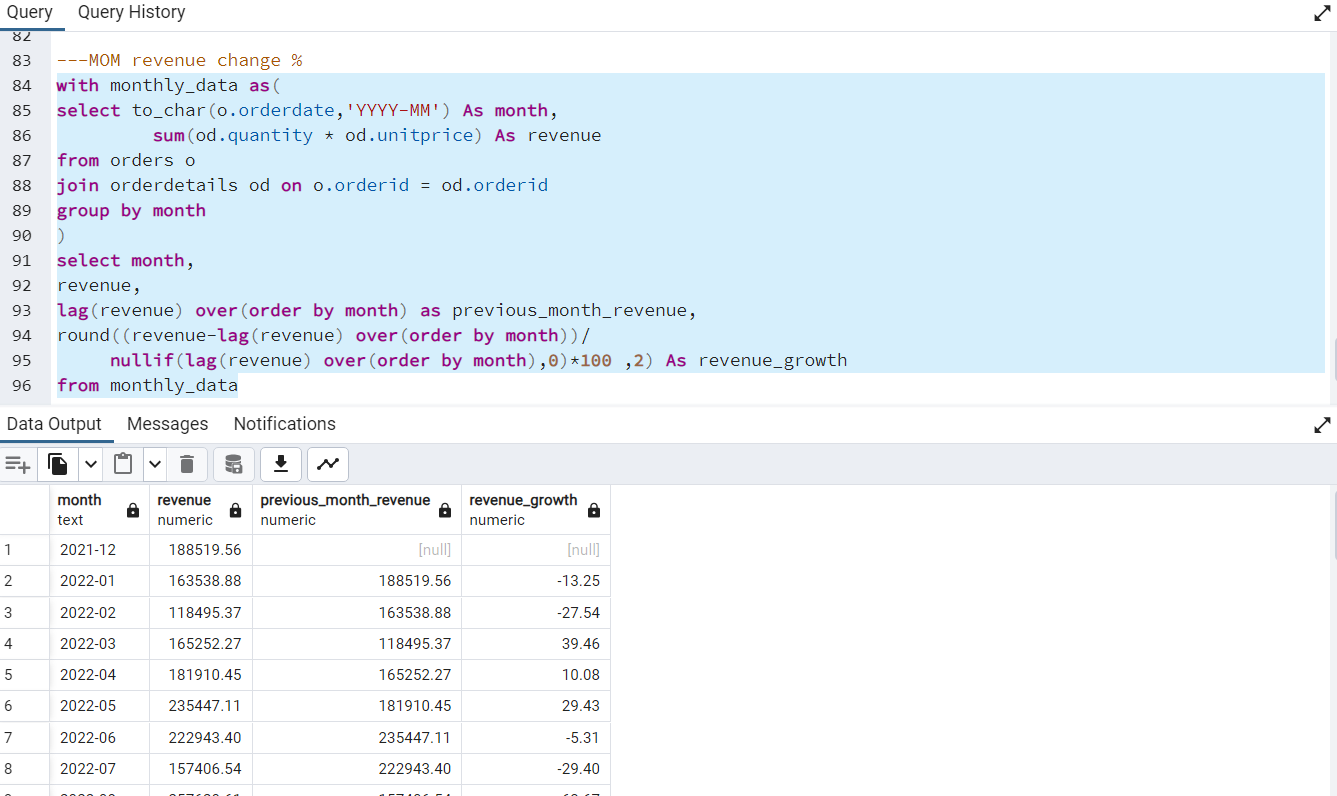 Query Query History
82
83 ---MOM revenue change %
84 with monthly_data as(
85 select to_char(o.orderdate,'YYYY-MM') As month,
86 sum(od.quantity * od.unitprice) As revenue
87 from orders o
88 join orderdetails od on o.orderid = od.orderid
89 group by month
90 )
91 select month,
92 revenue,
93 lag(revenue) over(order by month) as previous_month_revenue,
94 round((revenue-lag(revenue) over(order by month))/
95 nullif(lag(revenue) over(order by month),0)*100 ,2) As revenue_growth
96 from monthly_data
Data Output Messages Notifications
month revenue previous_month_revenue revenue_growth
text numeric numeric numeric
1 2021-12 188519.56 [null] [null]
2 2022-01 163538.88 188519.56 -13.25
3 2022-02 118495.37 163538.88 -27.54
4 2022-03 165252.27 118495.37 39.46
5 2022-04 181910.45 165252.27 10.08
6 2022-05 235447.11 181910.45 29.43
7 2022-06 222943.40 235447.11 -5.31
8 2022-07 157406.54 222943.40 -29.40